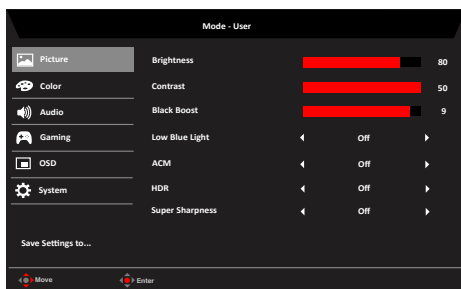 Mode - User
Picture
Brightness 80
Color
Contrast 50
Audio
Black Boost 9
Gaming
Low Blue Light Off
OSD
ACM Off
System
HDR Off
Super Sharpness Off
Save Settings to...
Move Enter